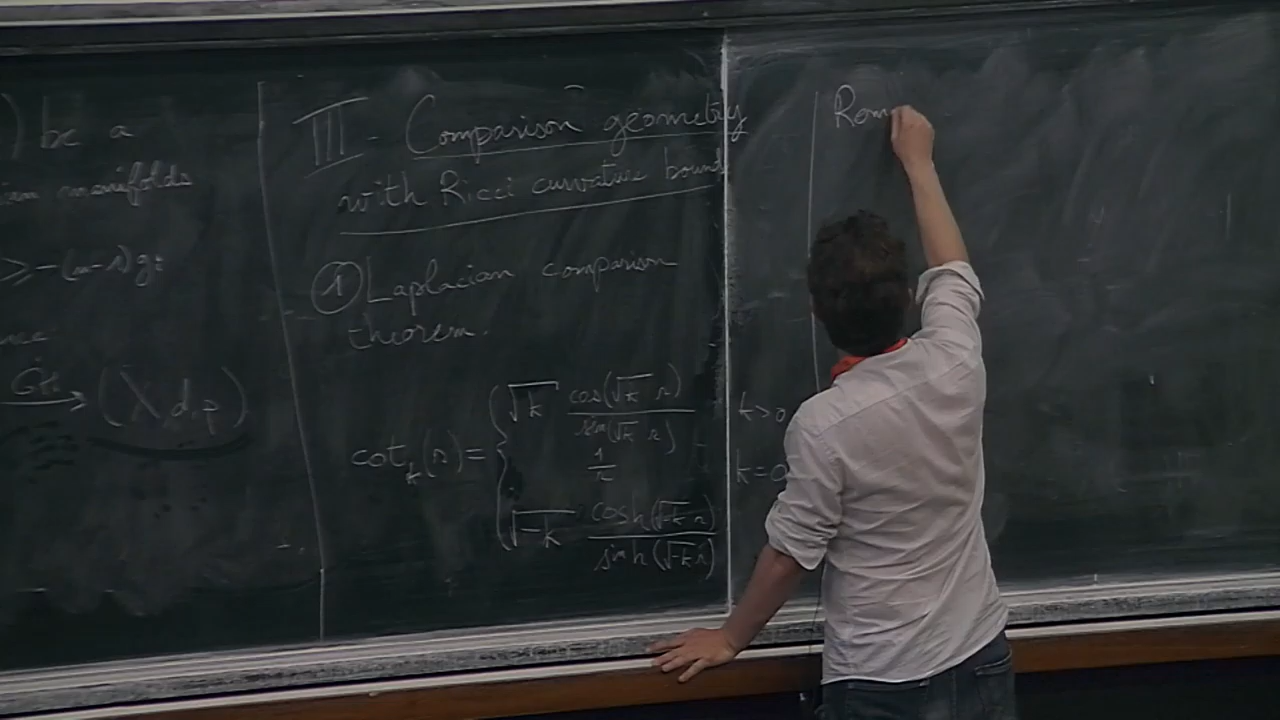 ) be a
manifolds
≥ -(n-1)g_i
GH → (X, d, p)
III - Comparison geometry
with Ricci curvature bound
① Laplacian comparison
theorem.
cot_k(r) = { √k cos(√k r) / sin(√k r) k>0
1/r k=0
√-k cosh(√-k r) / sinh(√-k r)
Rem